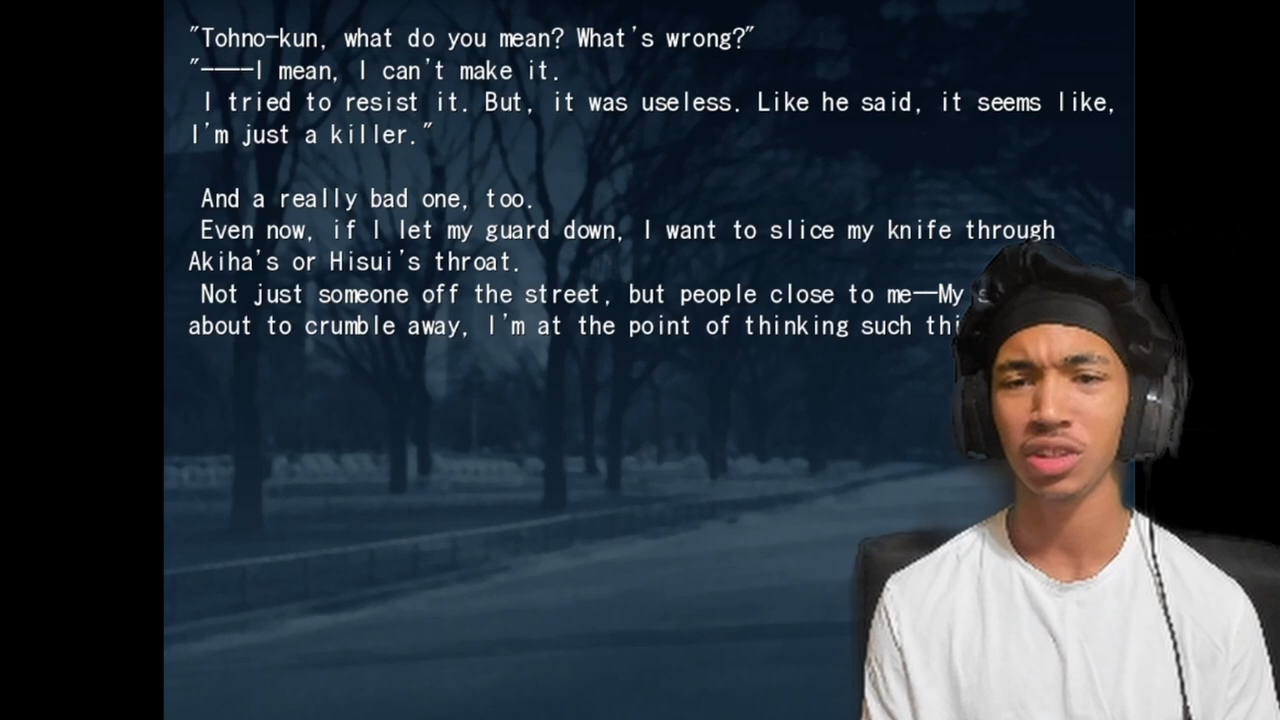 "Tohno-kun, what do you mean? What's wrong?"
"───I mean, I can't make it.
I tried to resist it. But, it was useless. Like he said, it seems like,
I'm just a killer."
And a really bad one, too.
Even now, if I let my guard down, I want to slice my knife through
Akiha's or Hisui's throat.
Not just someone off the street, but people close to me─My
about to crumble away, I'm at the point of thinking such